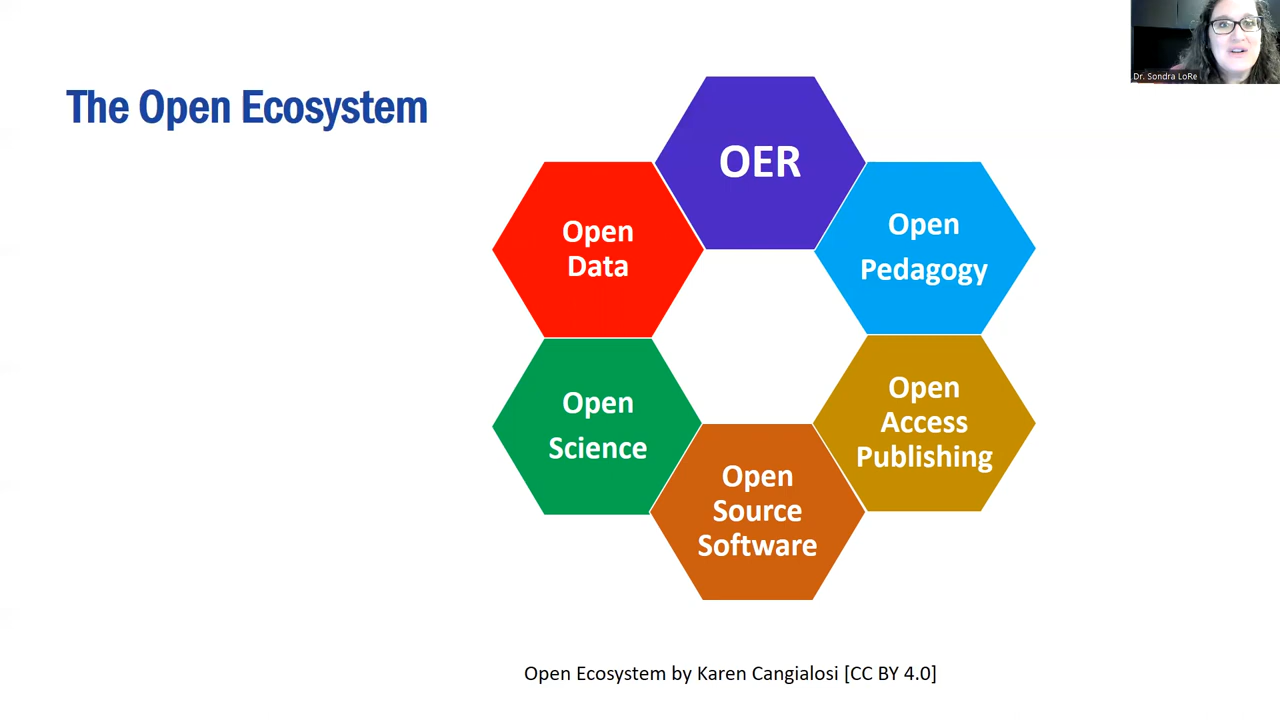 The Open Ecosystem
Dr. Sondra LoRe
OER
Open
Data
Open
Pedagogy
Open
Science
Open
Access
Publishing
Open
Source
Software
Open Ecosystem by Karen Cangialosi [CC BY 4.0]